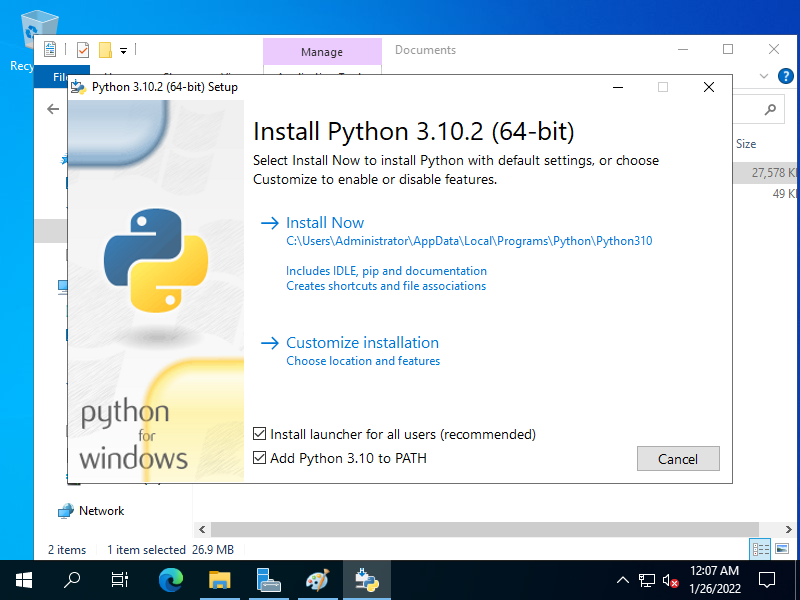 Recy
Manage
Documents
Fil
Python 3.10.2 (64-bit) Setup
Install Python 3.10.2 (64-bit)
Select Install Now to install Python with default settings, or choose
Customize to enable or disable features.
Size
27,578 K
49 K
Install Now
C:\Users\Administrator\AppData\Local\Programs\Python\Python310
Includes IDLE, pip and documentation
Creates shortcuts and file associations
Customize installation
Choose location and features
python
for
windows
Install launcher for all users (recommended)
Add Python 3.10 to PATH
Cancel
Network
2 items
1 item selected
26.9 MB
12:07 AM
1/26/2022